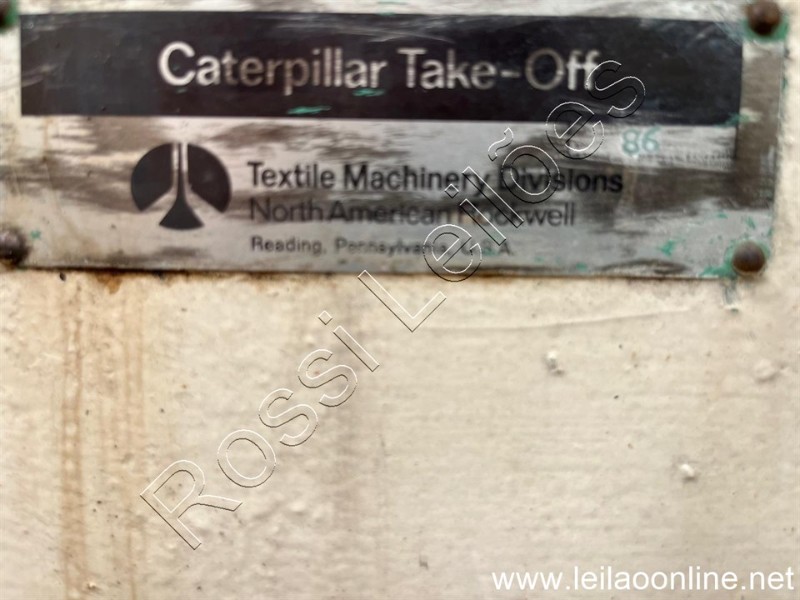 Caterpillar Take-Off
86
Textile Machinery Divisions
North American Rockwell
Reading, Pennsylvania, U.S.A.
Rossi Leilões
www.leilaoonline.net